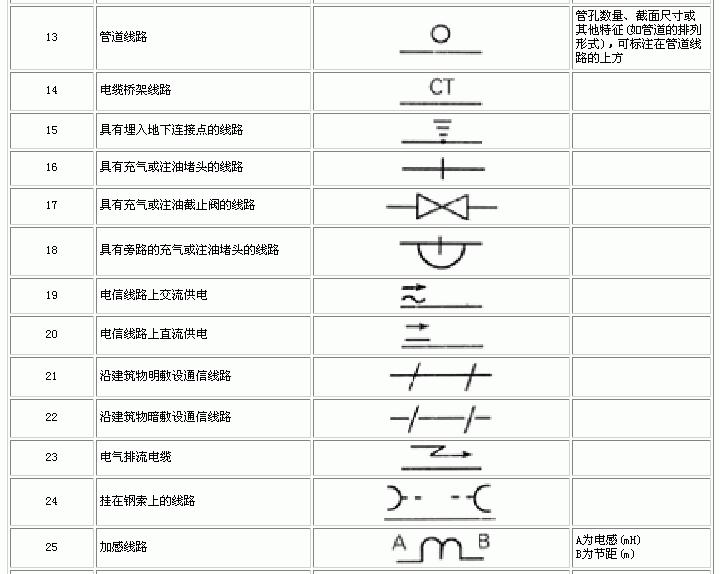 13
管道线路
管孔数量、截面尺寸或
其他特征(如管道的排列
形式),可标注在管道线
路的上方
14
电缆桥架线路
CT
15
具有埋入地下连接点的线路
16
具有充气或注油堵头的线路
17
具有充气或注油截止阀的线路
18
具有旁路的充气或注油堵头的线路
19
电信线路上交流供电
20
电信线路上直流供电
21
沿建筑物明敷设通信线路
22
沿建筑物暗敷设通信线路
23
电气排流电缆
24
挂在钢索上的线路
25
加感线路
A
B
A为电感(mH)
B为节距(m)